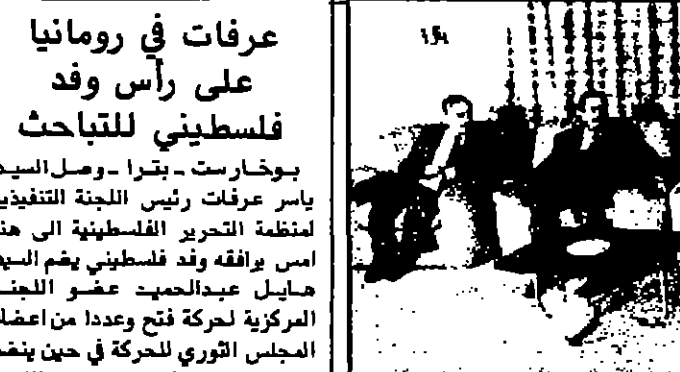 عرفات في رومانيا
على رأس وفد
فلسطيني للتباحث
بوخارست ـ بترا ـ وصل السيد
ياسر عرفات رئيس اللجنة التنفيذية
لمنظمة التحرير الفلسطينية الى هنا
امس يرافقه وفد فلسطيني يضم السيد
هايل عبدالحميد عضو اللجنة
المركزية لحركة فتح وعددا من اعضاء
المجلس الثوري للحركة في حين ينضم